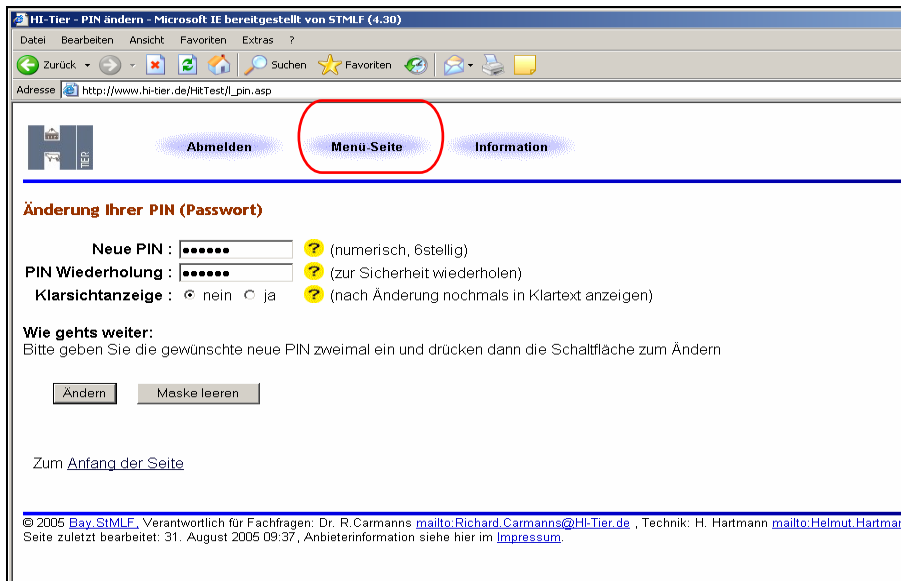 HI-Tier - PIN ändern - Microsoft IE bereitgestellt von STMLF (4.30)
Datei Bearbeiten Ansicht Favoriten Extras ?
Zurück Suchen Favoriten
Adresse http://www.hi-tier.de/HitTest/l_pin.asp
HI TIER
Abmelden Menü-Seite Information
Änderung Ihrer PIN (Passwort)
Neue PIN : •••••• ? (numerisch, 6stellig)
PIN Wiederholung : •••••• ? (zur Sicherheit wiederholen)
Klarsichtanzeige : nein ja ? (nach Änderung nochmals in Klartext anzeigen)
Wie gehts weiter:
Bitte geben Sie die gewünschte neue PIN zweimal ein und drücken dann die Schaltfläche zum Ändern
Ändern Maske leeren
Zum Anfang der Seite
© 2005 Bay.StMLF, Verantwortlich für Fachfragen: Dr. R.Carmanns mailto:Richard.Carmanns@HI-Tier.de , Technik: H. Hartmann mailto:Helmut.Hartmar
Seite zuletzt bearbeitet: 31. August 2005 09:37, Anbieterinformation siehe hier im Impressum.